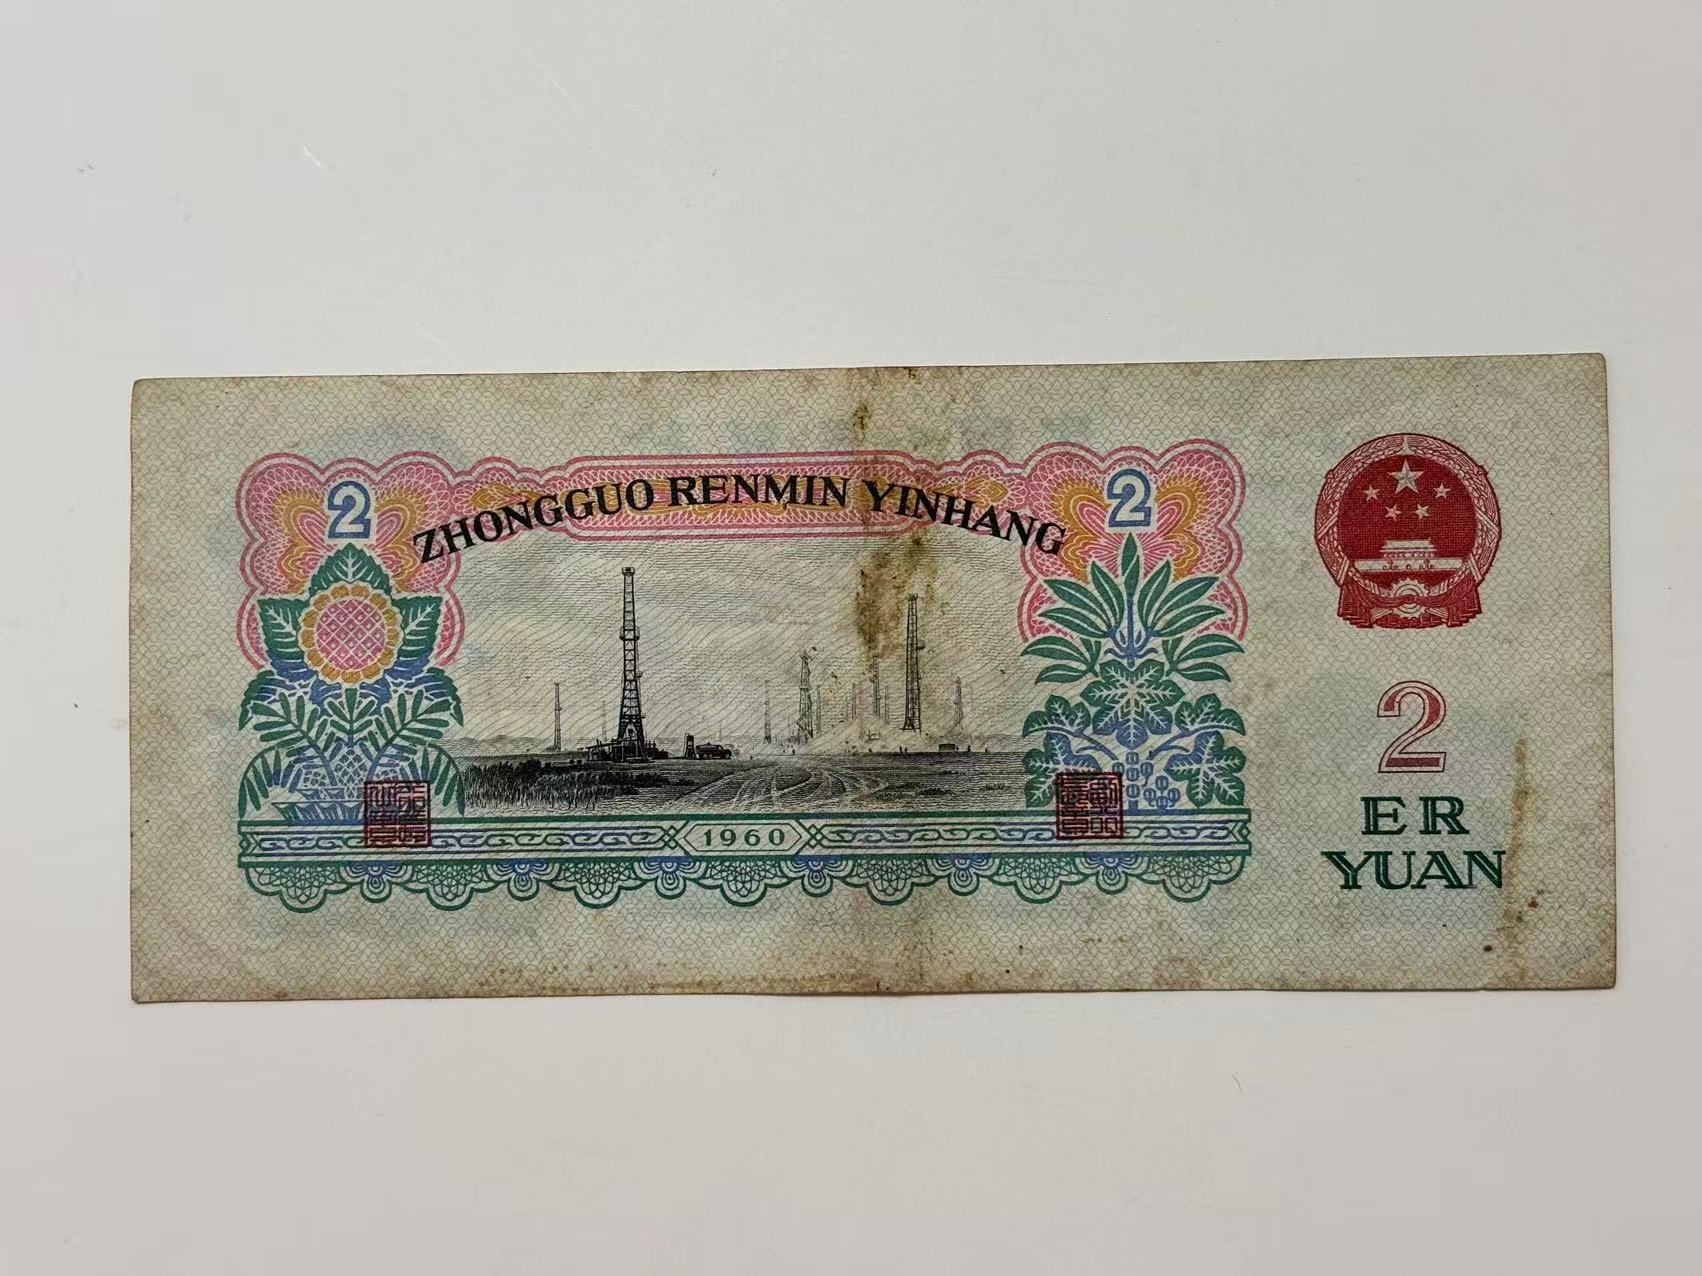 ZHONGGUO RENMIN YINHANG
2
2
1960
2
ER
YUAN